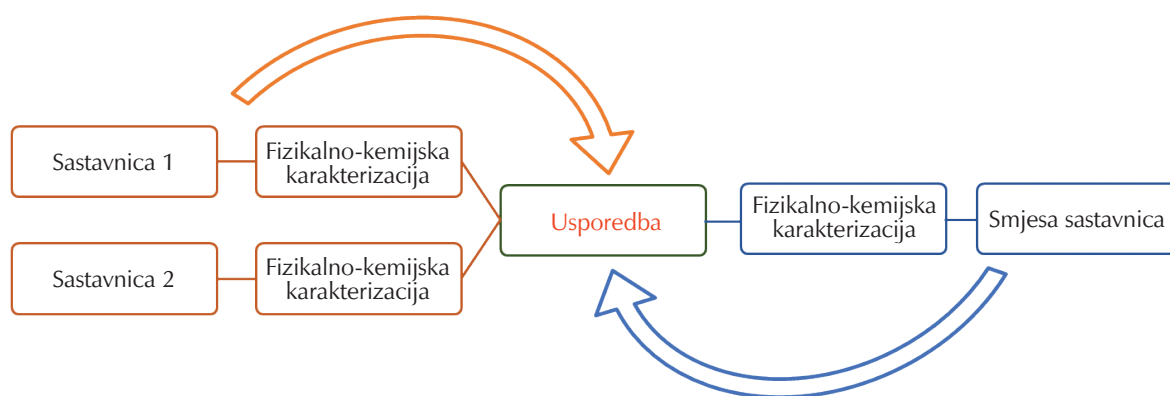 Sastavnica 1
Fizikalno-kemijska
karakterizacija
Sastavnica 2
Fizikalno-kemijska
karakterizacija
Usporedba
Fizikalno-kemijska
karakterizacija
Smjesa sastavnica